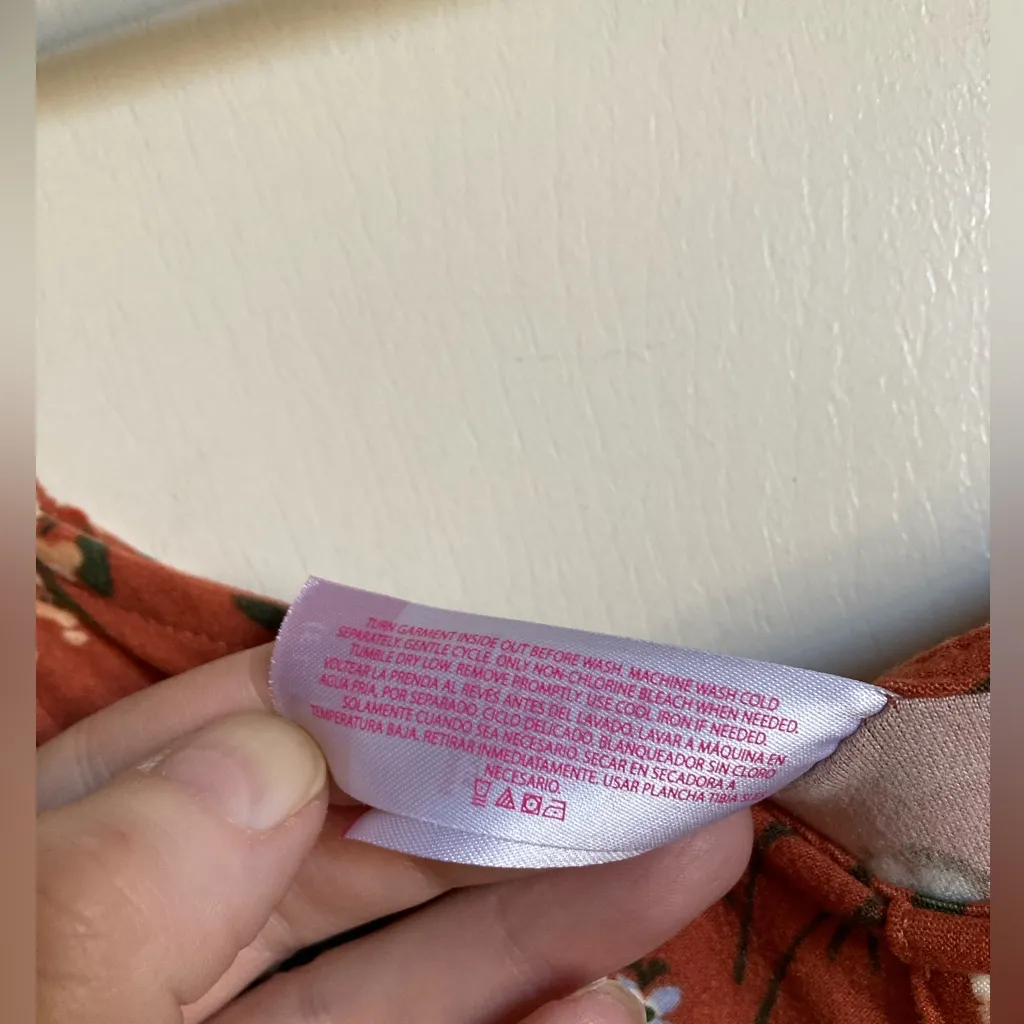 TURN GARMENT INSIDE OUT BEFORE WASH. MACHINE WASH COLD
SEPARATELY. GENTLE CYCLE. ONLY NON-CHLORINE BLEACH WHEN NEEDED.
TUMBLE DRY LOW. REMOVE PROMPTLY. USE COOL IRON IF NEEDED.
VOLTEAR LA PRENDA AL REVÉS ANTES DEL LAVADO. LAVAR A MÁQUINA EN
AGUA FRIA, POR SEPARADO. CICLO DELICADO. BLANQUEADOR SIN CLORO
SOLAMENTE CUANDO SEA NECESARIO. SECAR EN SECADORA A
TEMPERATURA BAJA. RETIRAR INMEDIATAMENTE. USAR PLANCHA TIBIA
NECESARIO.